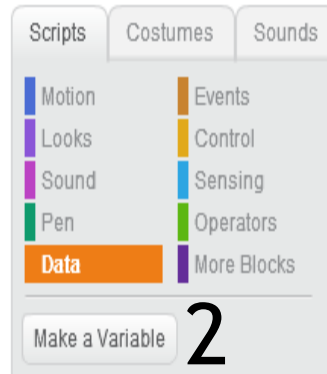 Scripts Costumes Sounds
Motion Events
Looks Control
Sound Sensing
Pen Operators
Data More Blocks
Make a Variable 2